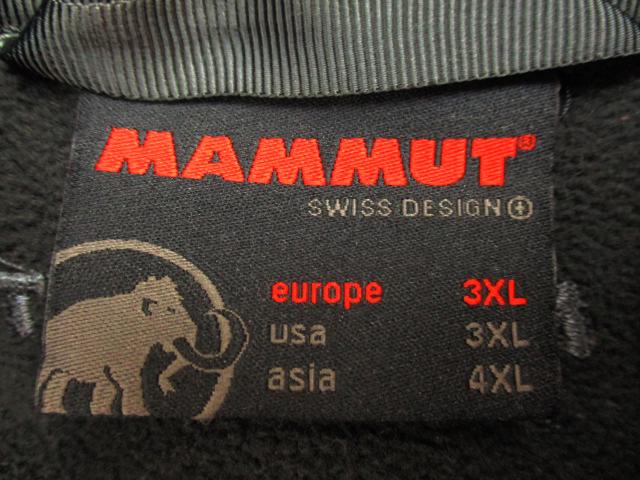 MAMMUT®
SWISS DESIGN
europe 3XL
usa 3XL
asia 4XL